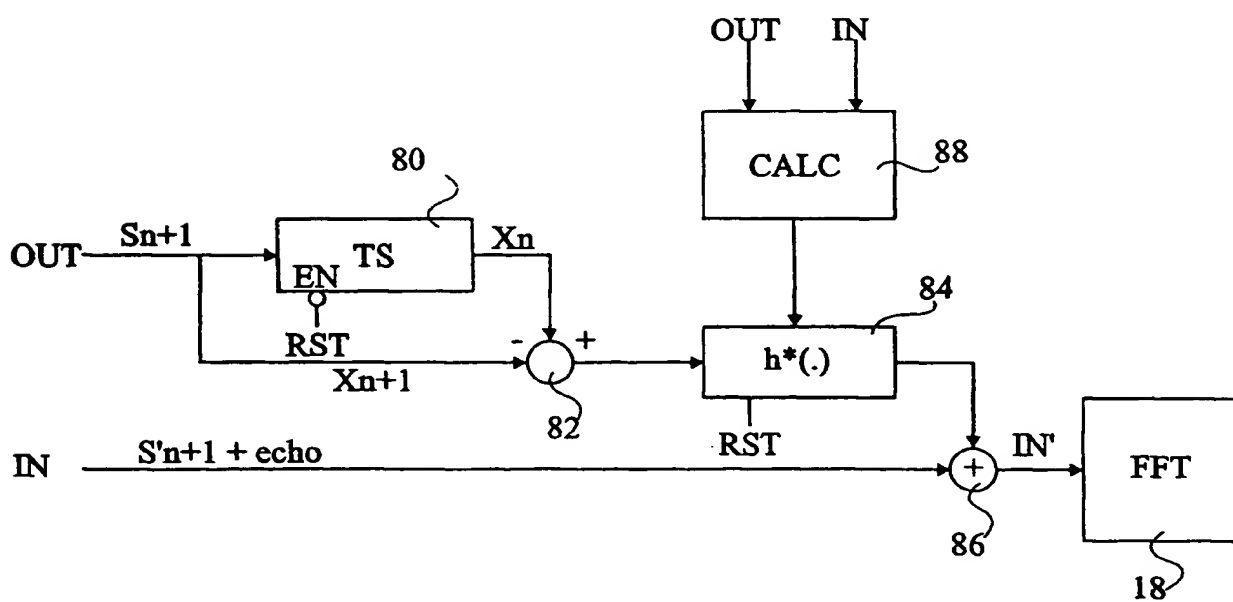 OUT IN
CALC
88
80
OUT
Sn+1
TS
EN
Xn
RST
- +
Xn+1
82
84
h*(.)
RST
IN
S'n+1 + echo
+
86
IN'
FFT
18